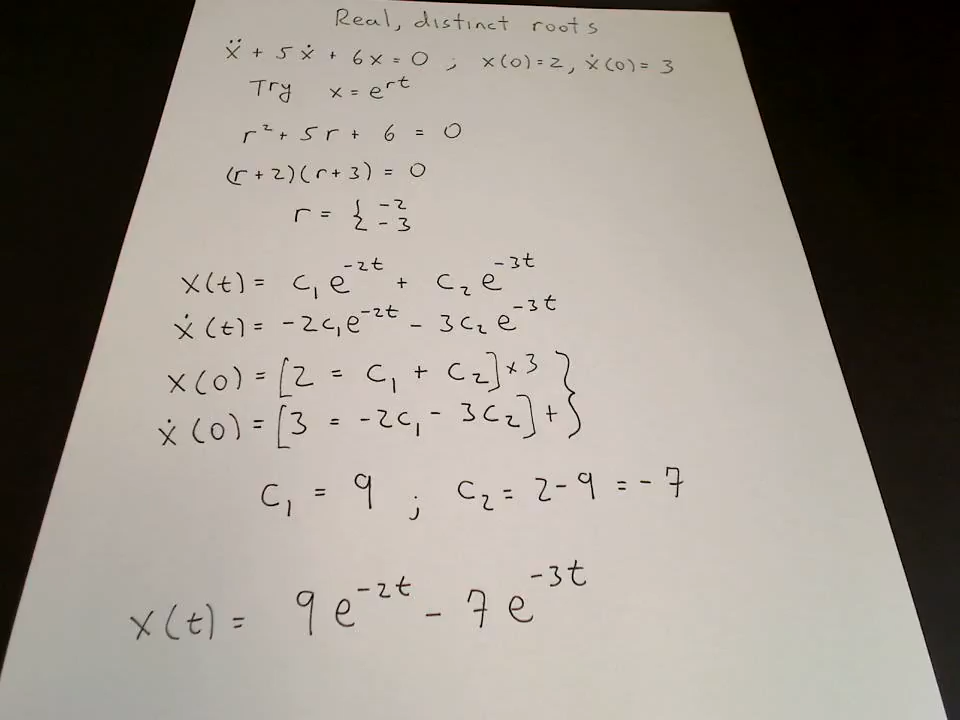 Real, distinct roots
ẍ + 5ẋ + 6x = 0 ; x(0)=2, ẋ(0)= 3
Try x = e^{rt}
r² + 5r + 6 = 0
(r+2)(r+3) = 0
r = { -2
-3
x(t) = c₁e^{-2t} + c₂e^{-3t}
ẋ(t) = -2c₁e^{-2t} - 3c₂e^{-3t}
x(0) = [2 = c₁ + c₂]×3 }
ẋ(0) = [3 = -2c₁ - 3c₂] +
c₁ = 9 ; c₂ = 2-9 = -7
x(t) = 9e^{-2t} - 7e^{-3t}